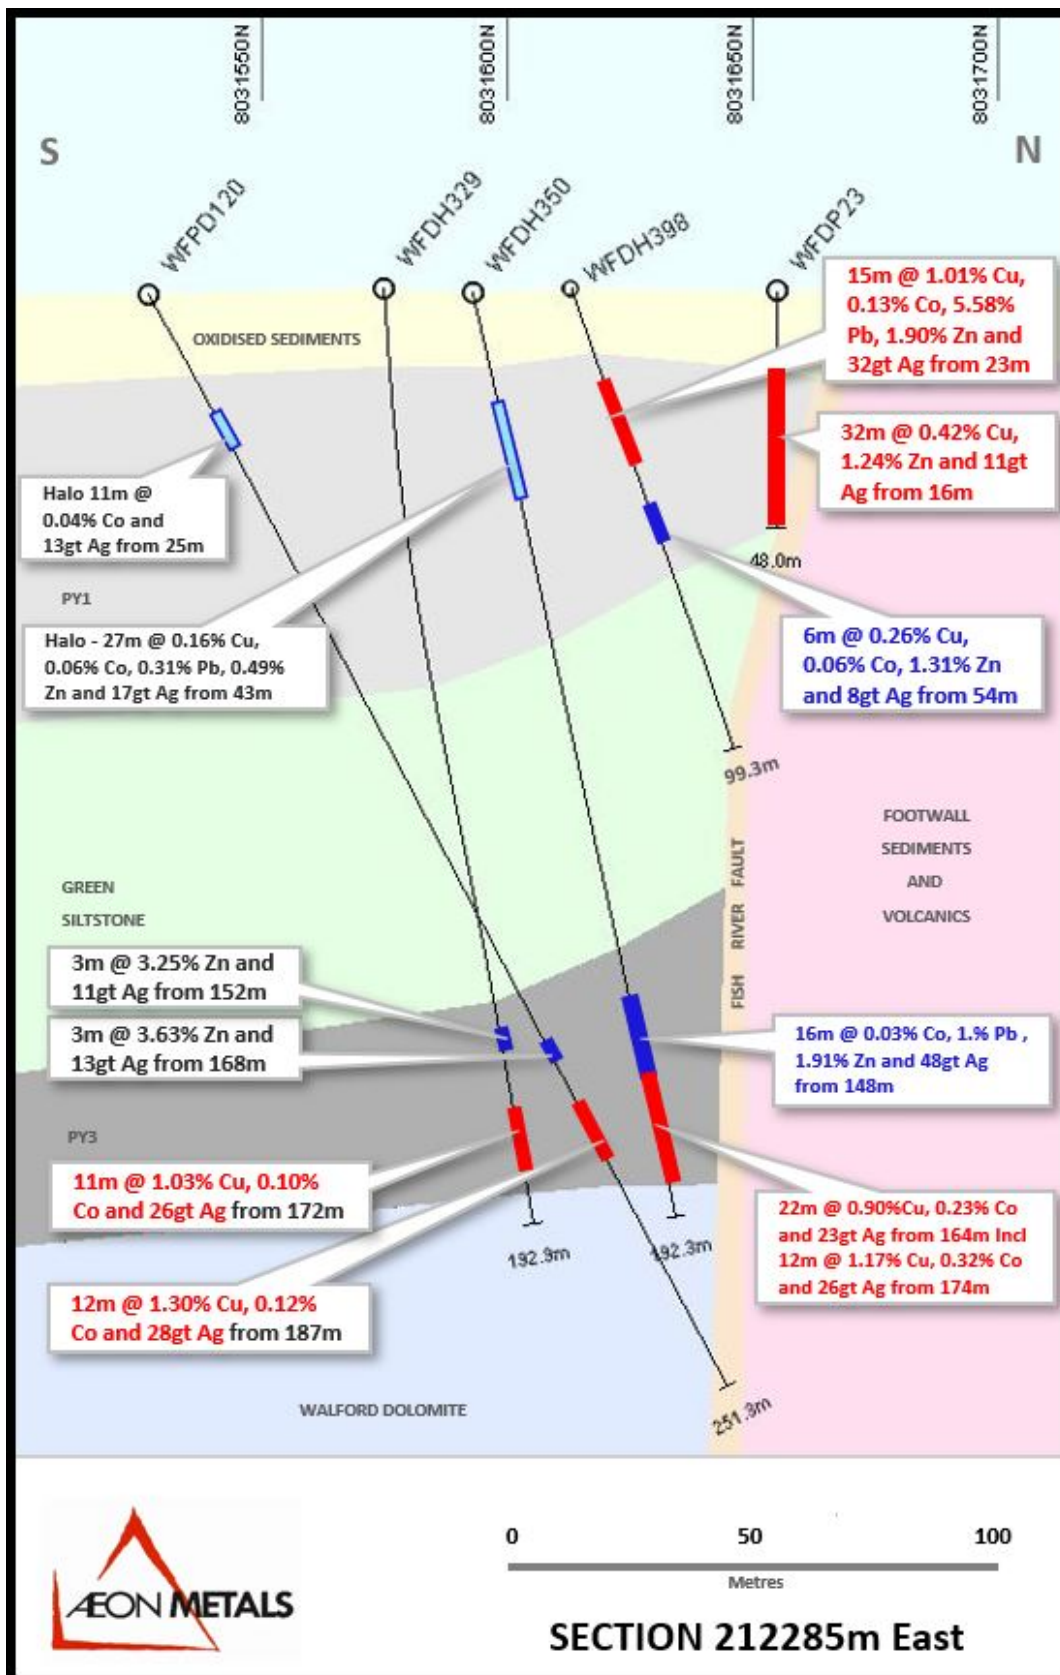 8031550N
8031600N
8031650N
8031700N
S
N
WFPD120
WFDH329
WFDH350
WFDH398
WFDP23
15m @ 1.01% Cu,
0.13% Co, 5.58%
Pb, 1.90% Zn and
32gt Ag from 23m
OXIDISED SEDIMENTS
32m @ 0.42% Cu,
1.24% Zn and 11gt
Ag from 16m
Halo 11m @
0.04% Co and
13gt Ag from 25m
48.0m
PY1
Halo - 27m @ 0.16% Cu,
0.06% Co, 0.31% Pb, 0.49%
Zn and 17gt Ag from 43m
6m @ 0.26% Cu,
0.06% Co, 1.31% Zn
and 8gt Ag from 54m
99.3m
FOOTWALL
SEDIMENTS
AND
VOLCANICS
FISH RIVER FAULT
GREEN
SILTSTONE
3m @ 3.25% Zn and
11gt Ag from 152m
3m @ 3.63% Zn and
13gt Ag from 168m
16m @ 0.03% Co, 1.% Pb ,
1.91% Zn and 48gt Ag
from 148m
PY3
11m @ 1.03% Cu, 0.10%
Co and 26gt Ag from 172m
22m @ 0.90%Cu, 0.23% Co
and 23gt Ag from 164m Incl
12m @ 1.17% Cu, 0.32% Co
and 26gt Ag from 174m
192.9m
192.3m
12m @ 1.30% Cu, 0.12%
Co and 28gt Ag from 187m
251.3m
WALFORD DOLOMITE
0 50 100
Metres
ÆON METALS
SECTION 212285m East